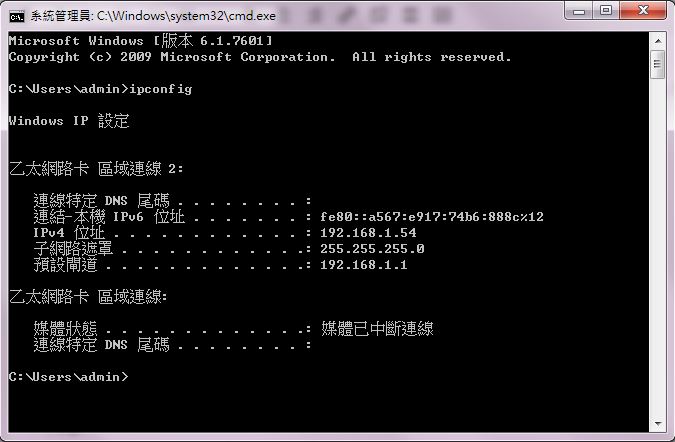 系統管理員: C:\Windows\system32\cmd.exe
Microsoft Windows [版本 6.1.7601]
Copyright (c) 2009 Microsoft Corporation.  All rights reserved.
C:\Users\admin>ipconfig
Windows IP 設定
乙太網路卡 區域連線 2:
連線特定 DNS 尾碼 . . . . . . . . :
連結-本機 IPv6 位址 . . . . . . . : fe80::a567:e917:74b6:888c%12
IPv4 位址 . . . . . . . . . . . . : 192.168.1.54
子網路遮罩 . . . . . . . . . . . .: 255.255.255.0
預設閘道 . . . . . . . . . . . . .: 192.168.1.1
乙太網路卡 區域連線:
媒體狀態 . . . . . . . . . . . . .: 媒體已中斷連線
連線特定 DNS 尾碼 . . . . . . . . :
C:\Users\admin>